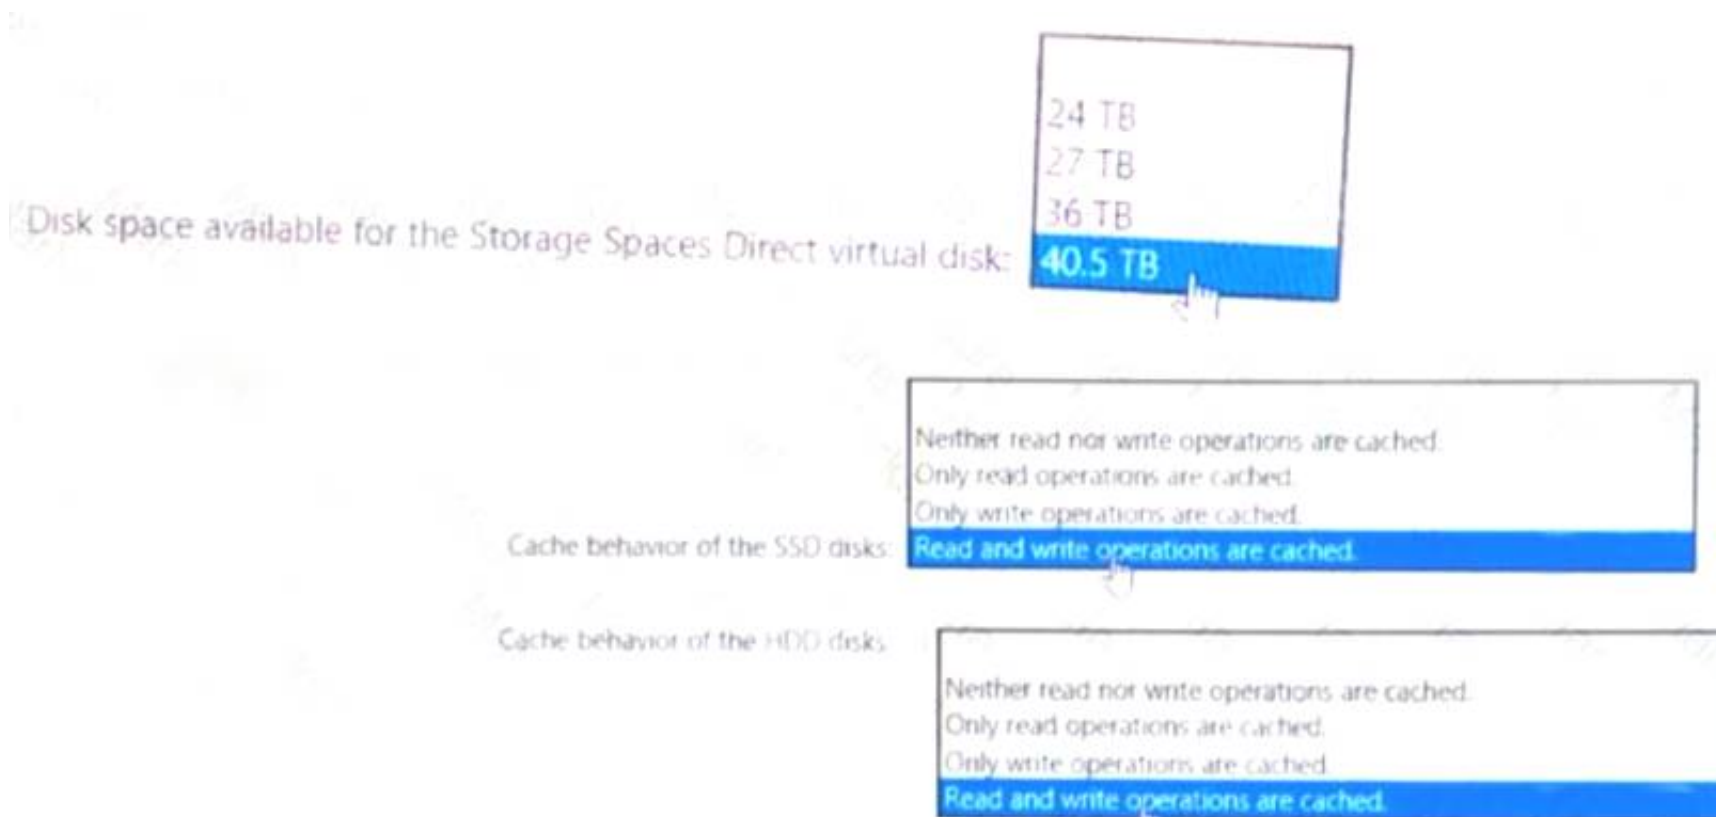 24 TB
27 TB
36 TB
Disk space available for the Storage Spaces Direct virtual disk:
40.5 TB
Neither read nor write operations are cached.
Only read operations are cached.
Only write operations are cached.
Cache behavior of the SSD disks:
Read and write operations are cached.
Cache behavior of the HDD disks
Neither read nor write operations are cached.
Only read operations are cached.
Only write operations are cached.
Read and write operations are cached.